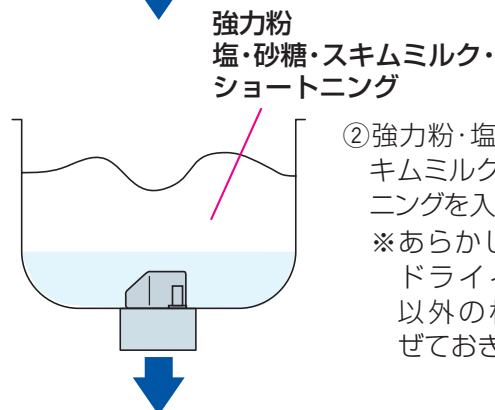 強力粉
塩・砂糖・スキムミルク・
ショートニング
②強力粉・塩
キムミルク
ニングを入
※あらかし
ドライイ
以外の材
ぜておき